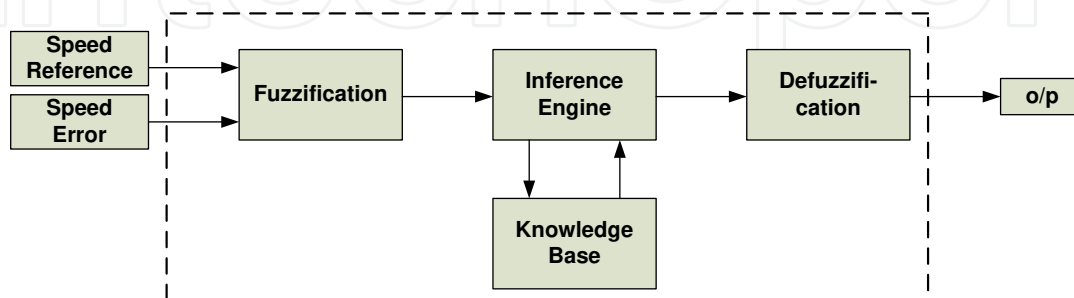 Speed
Reference
Speed
Error
Fuzzification
Inference
Engine
Defuzzifi-
cation
o/p
Knowledge
Base